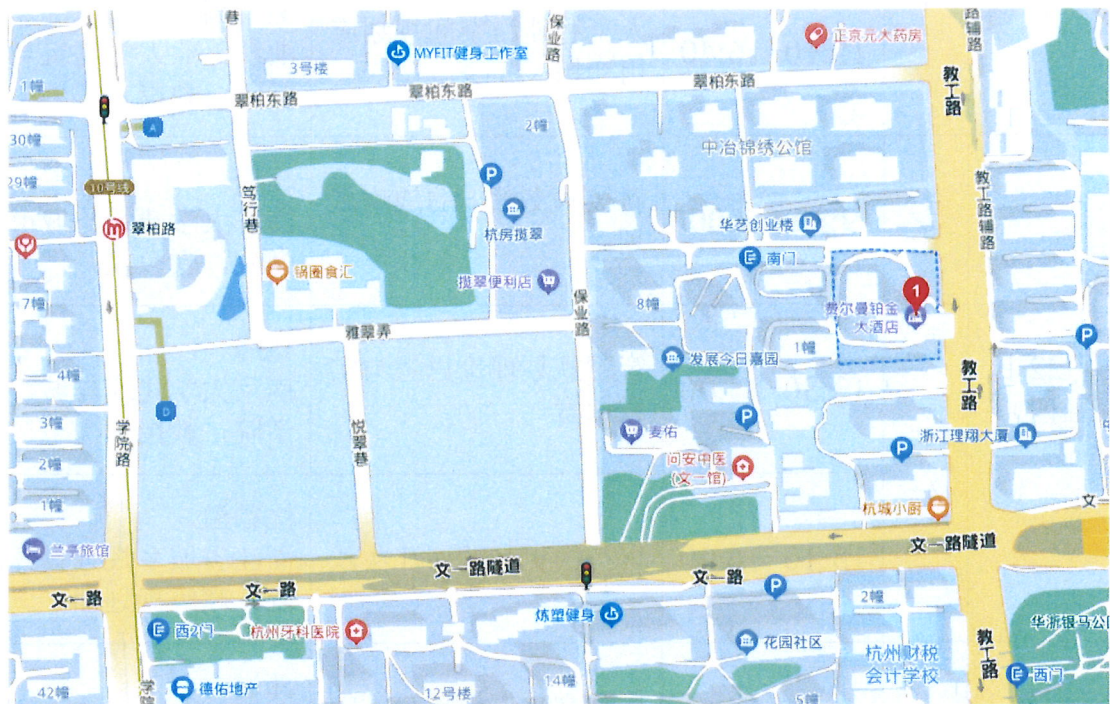 巷
保业路
路辅路
正京元大药房
MYFIT健身工作室
3号楼
教工路
1幢
翠柏东路
翠柏东路
翠柏东路
A
2幢
30幢
中冶锦绣公馆
29幢
10号线
P
教工路辅路
笃行巷
翠柏路
杭房揽翠
华艺创业楼
南门
锅圈食汇
揽翠便利店
保业路
1
7幢
8幢
费尔曼铂金
大酒店
雅翠弄
P
1幢
发展今日嘉园
4幢
教工路
D
P
3幢
学院路
悦翠巷
麦佑
浙江理翔大厦
P
2幢
问安中医
(文一馆)
1幢
杭城小厨
文一
兰亭旅馆
文一路隧道
文一路隧道
文一路
文一路
文一路
P
2幢
西2门
杭州牙科医院
炼塑健身
花园社区
华浙银马公
教工路
杭州财税
会计学校
西门
42幢
德佑地产
12号楼
14幢
5幢